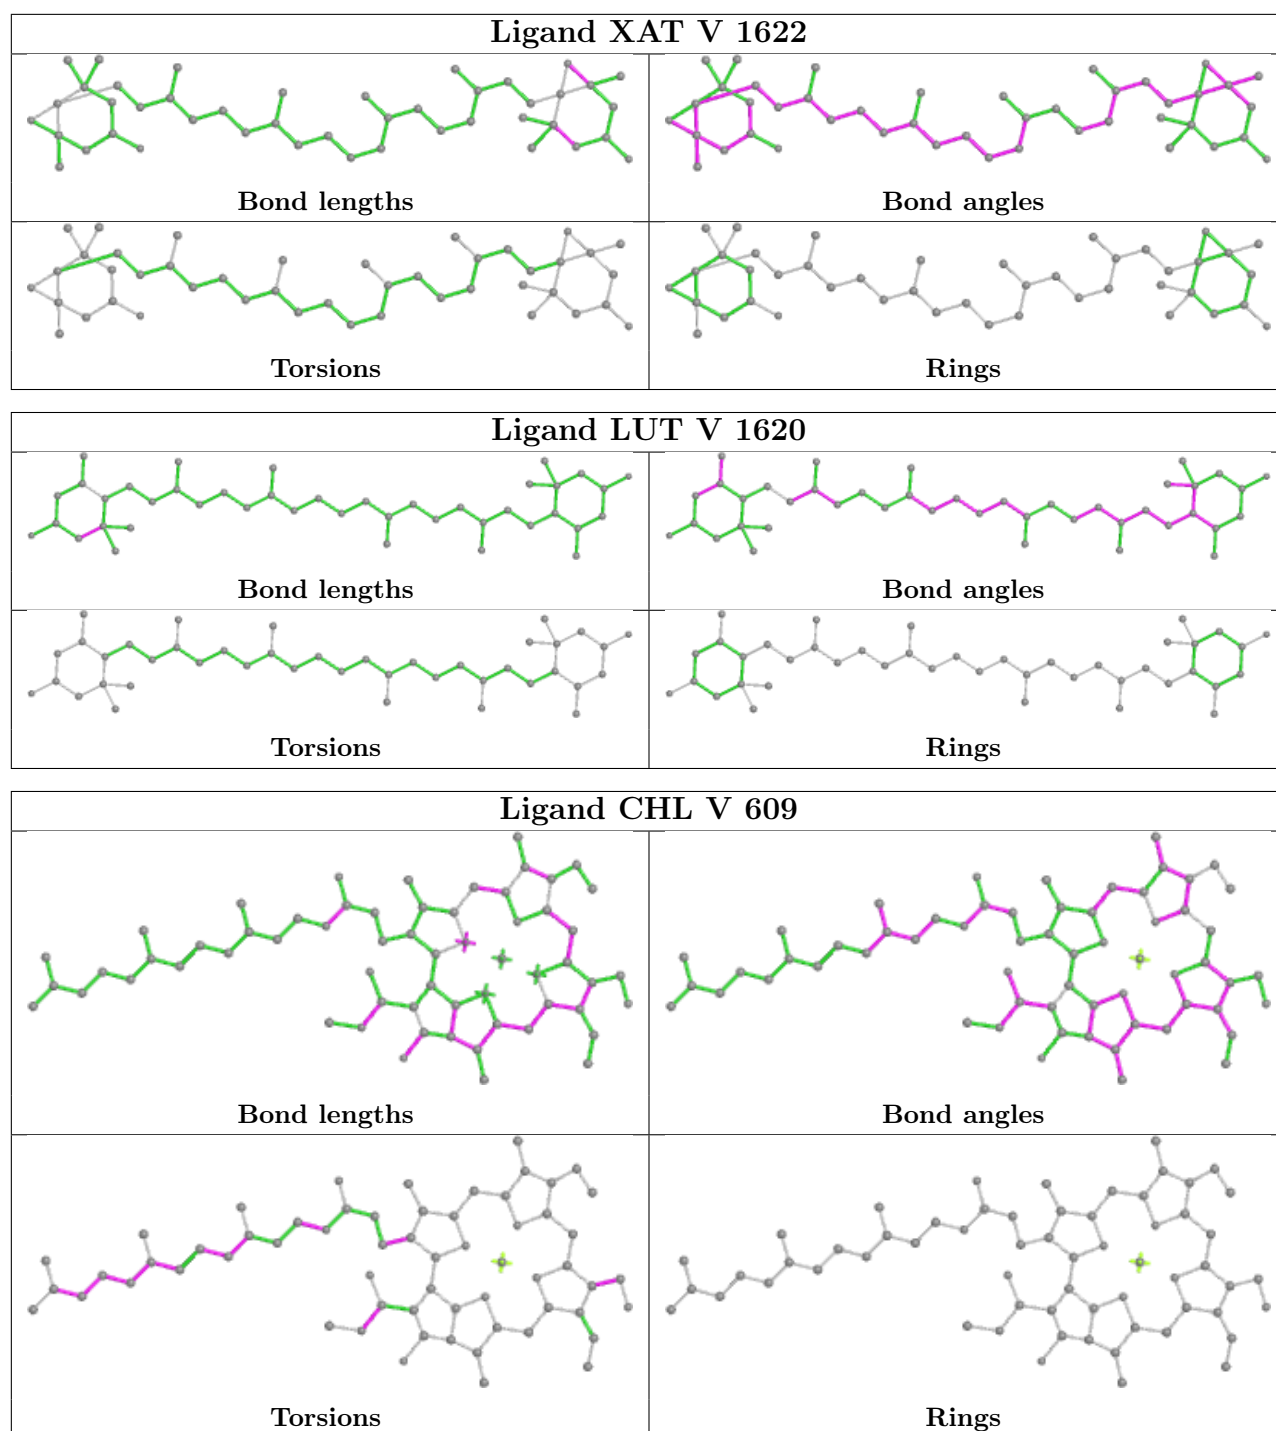 Ligand XAT V 1622
Bond lengths
Bond angles
Torsions
Rings
Ligand LUT V 1620
Bond lengths
Bond angles
Torsions
Rings
Ligand CHL V 609
Bond lengths
Bond angles
Torsions
Rings